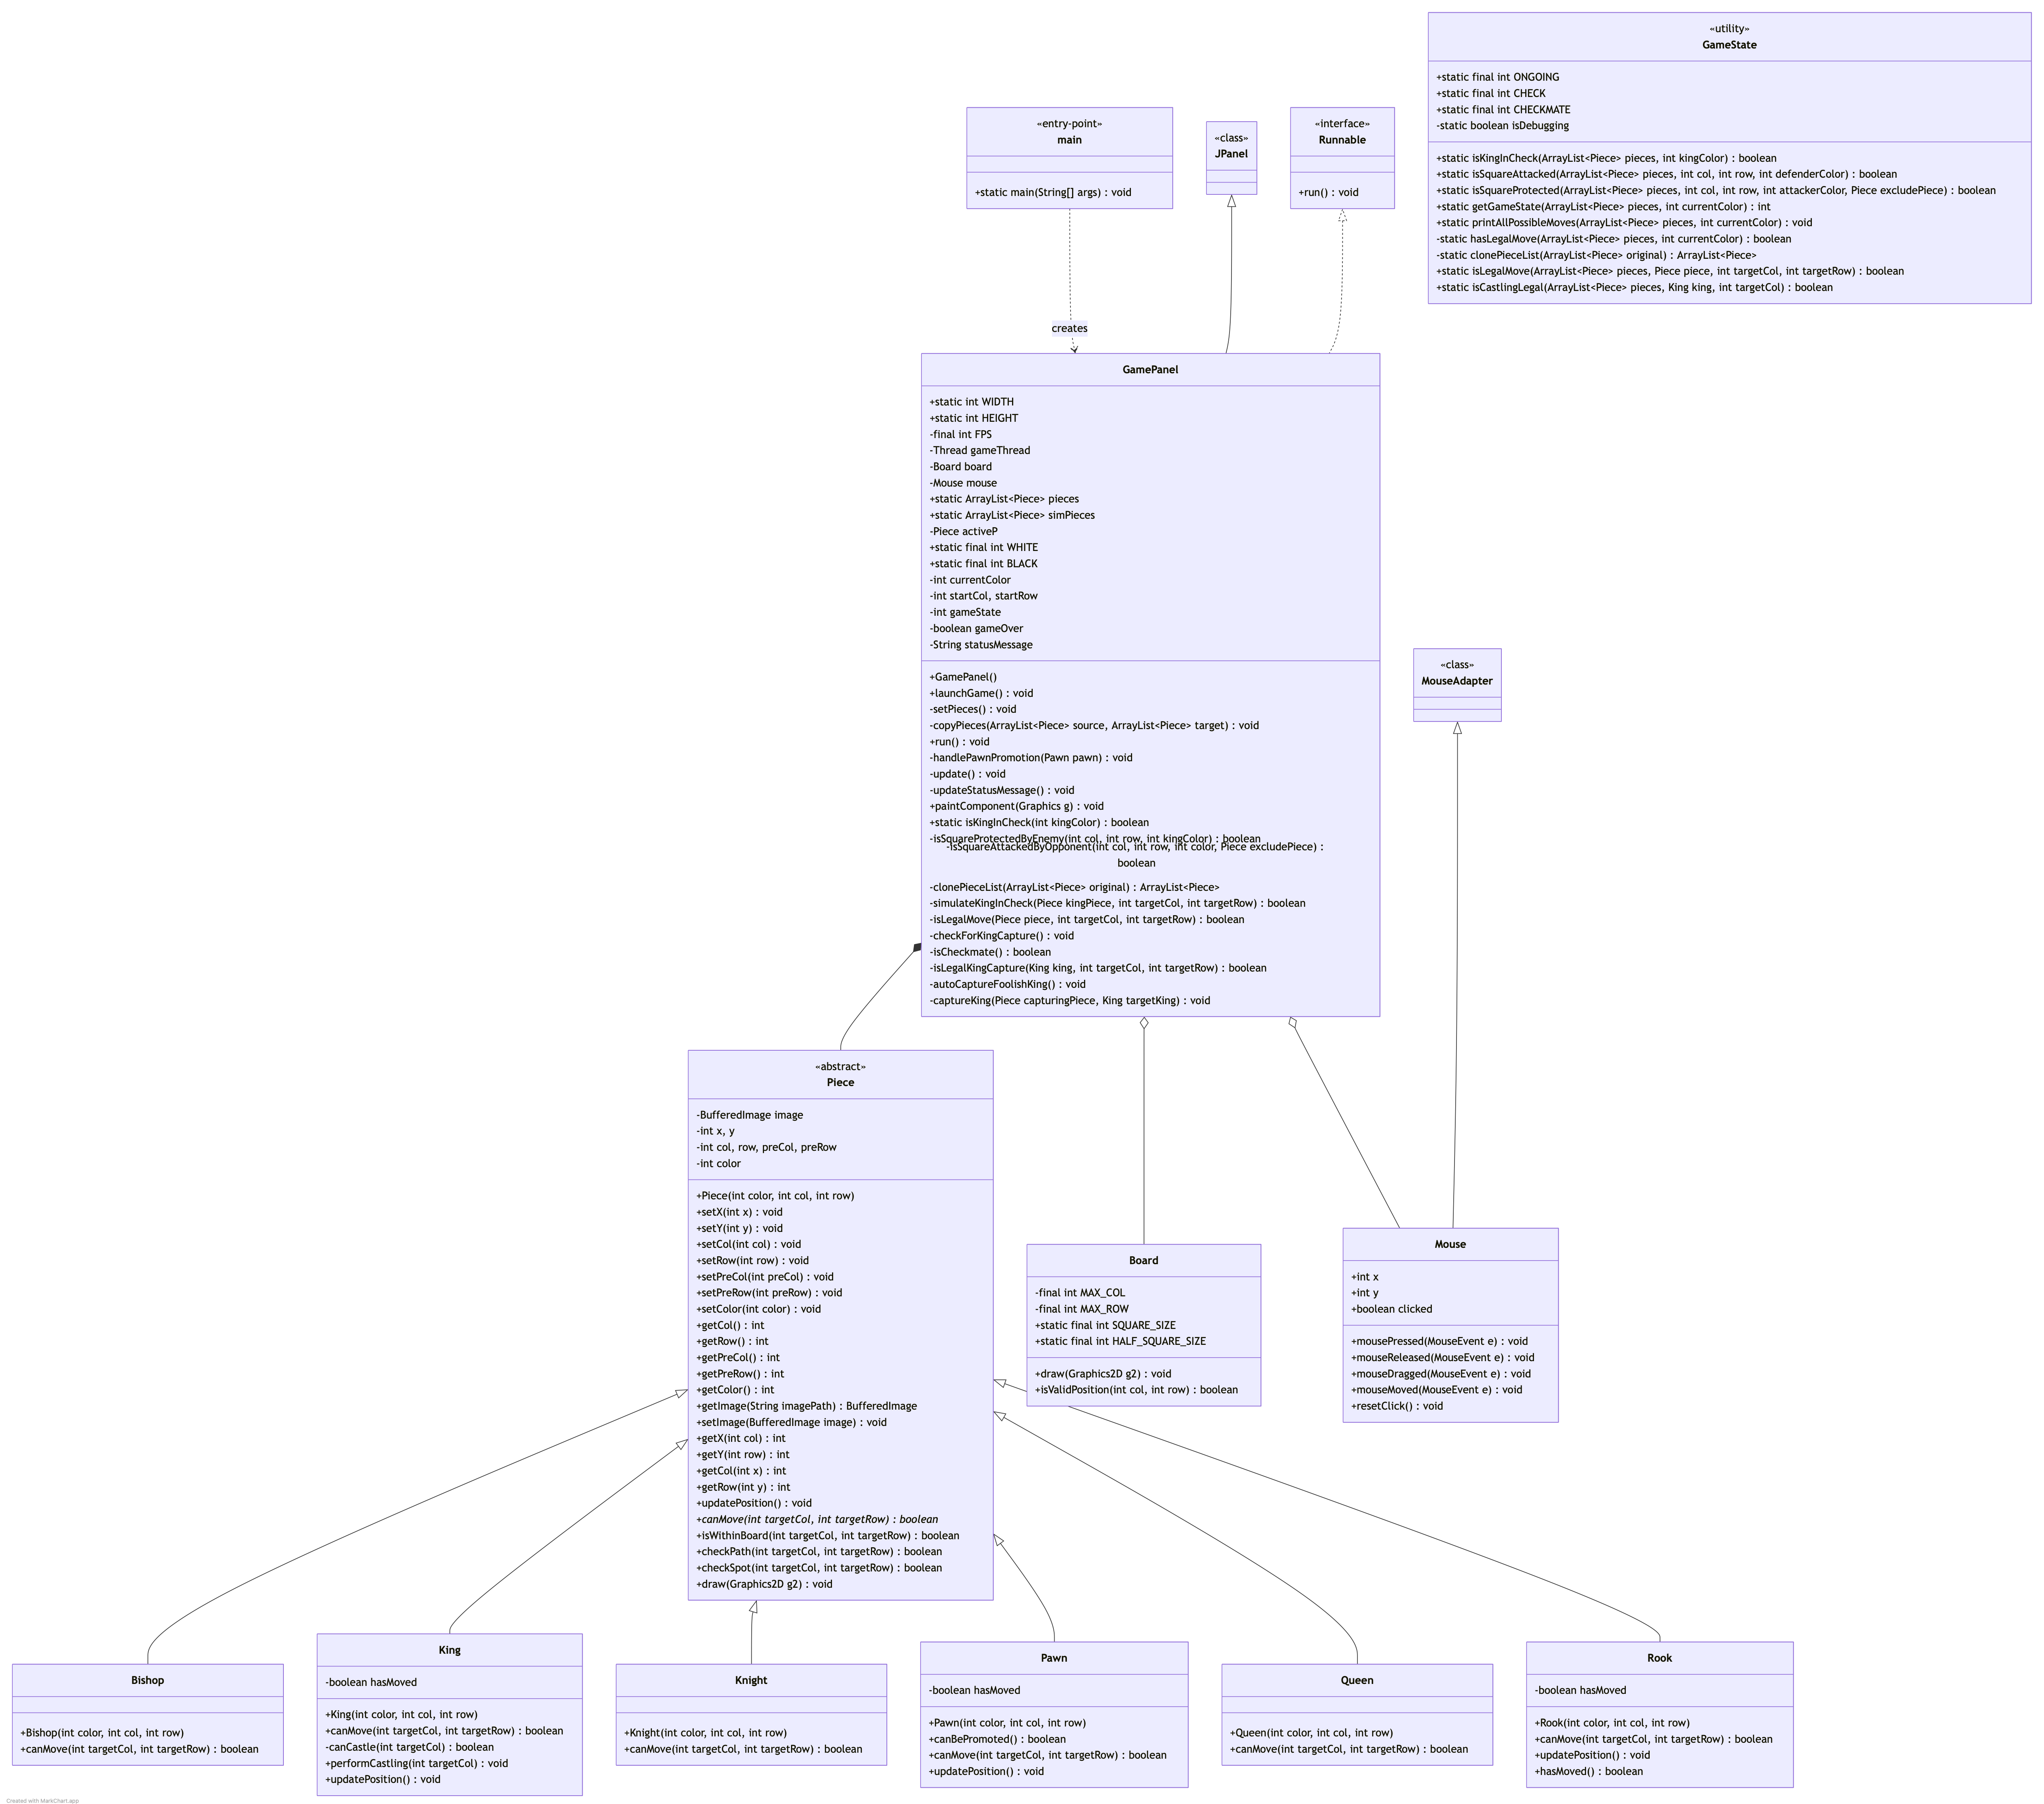 «utility»
GameState
+static final int ONGOING
+static final int CHECK
+static final int CHECKMATE
-static boolean isDebugging
+static isKingInCheck(ArrayList<Piece> pieces, int kingColor) : boolean
+static isSquareAttacked(ArrayList<Piece> pieces, int col, int row, int defenderColor) : boolean
+static isSquareProtected(ArrayList<Piece> pieces, int col, int row, int attackerColor, Piece excludePiece) : boolean
+static getGameState(ArrayList<Piece> pieces, int currentColor) : int
+static printAllPossibleMoves(ArrayList<Piece> pieces, int currentColor) : void
-static hasLegalMove(ArrayList<Piece> pieces, int currentColor) : boolean
-static clonePieceList(ArrayList<Piece> original) : ArrayList<Piece>
+static isLegalMove(ArrayList<Piece> pieces, Piece piece, int targetCol, int targetRow) : boolean
+static isCastlingLegal(ArrayList<Piece> pieces, King king, int targetCol) : boolean
«entry-point»
main
+static main(String[] args) : void
«class»
JPanel
«interface»
Runnable
+run() : void
creates
GamePanel
+static int WIDTH
+static int HEIGHT
-final int FPS
-Thread gameThread
-Board board
-Mouse mouse
+static ArrayList<Piece> pieces
+static ArrayList<Piece> simPieces
-Piece activeP
+static final int WHITE
+static final int BLACK
-int currentColor
-int startCol, startRow
-int gameState
-boolean gameOver
-String statusMessage
+GamePanel()
+launchGame() : void
-setPieces() : void
-copyPieces(ArrayList<Piece> source, ArrayList<Piece> target) : void
+run() : void
-handlePawnPromotion(Pawn pawn) : void
-update() : void
-updateStatusMessage() : void
+paintComponent(Graphics g) : void
+static isKingInCheck(int kingColor) : boolean
-isSquareProtectedByEnemy(int col, int row, int kingColor) : boolean
-isSquareAttackedByOpponent(int col, int row, int color, Piece excludePiece) :
boolean
-clonePieceList(ArrayList<Piece> original) : ArrayList<Piece>
-simulateKingInCheck(Piece kingPiece, int targetCol, int targetRow) : boolean
-isLegalMove(Piece piece, int targetCol, int targetRow) : boolean
-checkForKingCapture() : void
-isCheckmate() : boolean
-isLegalKingCapture(King king, int targetCol, int targetRow) : boolean
-autoCaptureFoolishKing() : void
-captureKing(Piece capturingPiece, King targetKing) : void
«class»
MouseAdapter
«abstract»
Piece
-BufferedImage image
-int x, y
-int col, row, preCol, preRow
-int color
+Piece(int color, int col, int row)
+setX(int x) : void
+setY(int y) : void
+setCol(int col) : void
+setRow(int row) : void
+setPreCol(int preCol) : void
+setPreRow(int preRow) : void
+setColor(int color) : void
+getCol() : int
+getRow() : int
+getPreCol() : int
+getPreRow() : int
+getColor() : int
+getImage(String imagePath) : BufferedImage
+setImage(BufferedImage image) : void
+getX(int col) : int
+getY(int row) : int
+getCol(int x) : int
+getRow(int y) : int
+updatePosition() : void
+canMove(int targetCol, int targetRow) : boolean
+isWithinBoard(int targetCol, int targetRow) : boolean
+checkPath(int targetCol, int targetRow) : boolean
+checkSpot(int targetCol, int targetRow) : boolean
+draw(Graphics2D g2) : void
Board
-final int MAX_COL
-final int MAX_ROW
+static final int SQUARE_SIZE
+static final int HALF_SQUARE_SIZE
+draw(Graphics2D g2) : void
+isValidPosition(int col, int row) : boolean
Mouse
+int x
+int y
+boolean clicked
+mousePressed(MouseEvent e) : void
+mouseReleased(MouseEvent e) : void
+mouseDragged(MouseEvent e) : void
+mouseMoved(MouseEvent e) : void
+resetClick() : void
Bishop
+Bishop(int color, int col, int row)
+canMove(int targetCol, int targetRow) : boolean
King
-boolean hasMoved
+King(int color, int col, int row)
+canMove(int targetCol, int targetRow) : boolean
-canCastle(int targetCol) : boolean
+performCastling(int targetCol) : void
+updatePosition() : void
Knight
+Knight(int color, int col, int row)
+canMove(int targetCol, int targetRow) : boolean
Pawn
-boolean hasMoved
+Pawn(int color, int col, int row)
+canBePromoted() : boolean
+canMove(int targetCol, int targetRow) : boolean
+updatePosition() : void
Queen
+Queen(int color, int col, int row)
+canMove(int targetCol, int targetRow) : boolean
Rook
-boolean hasMoved
+Rook(int color, int col, int row)
+canMove(int targetCol, int targetRow) : boolean
+updatePosition() : void
+hasMoved() : boolean
Created with MarkChart.app